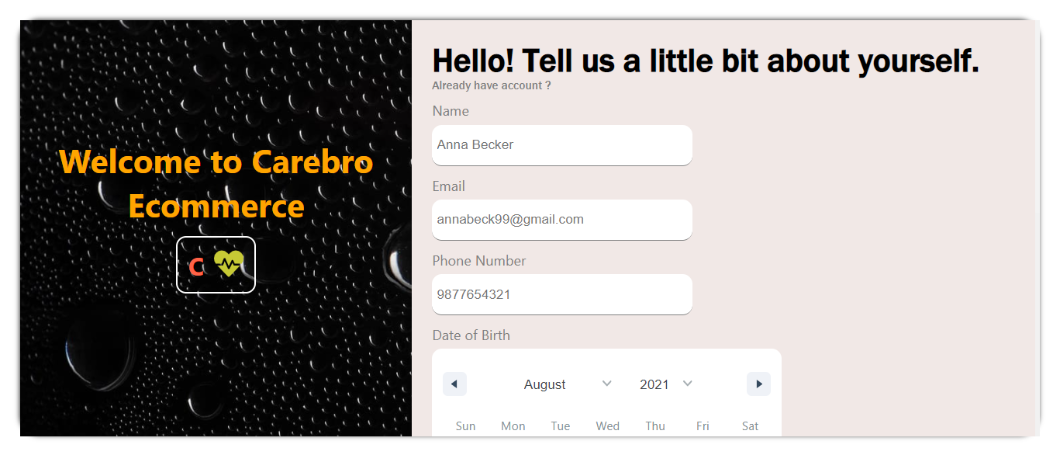 Welcome to Carebro
Ecommerce
C
Hello! Tell us a little bit about yourself.
Already have account ?
Name
Anna Becker
Email
annabeck99@gmail.com
Phone Number
9877654321
Date of Birth
August 2021
Sun Mon Tue Wed Thu Fri Sat